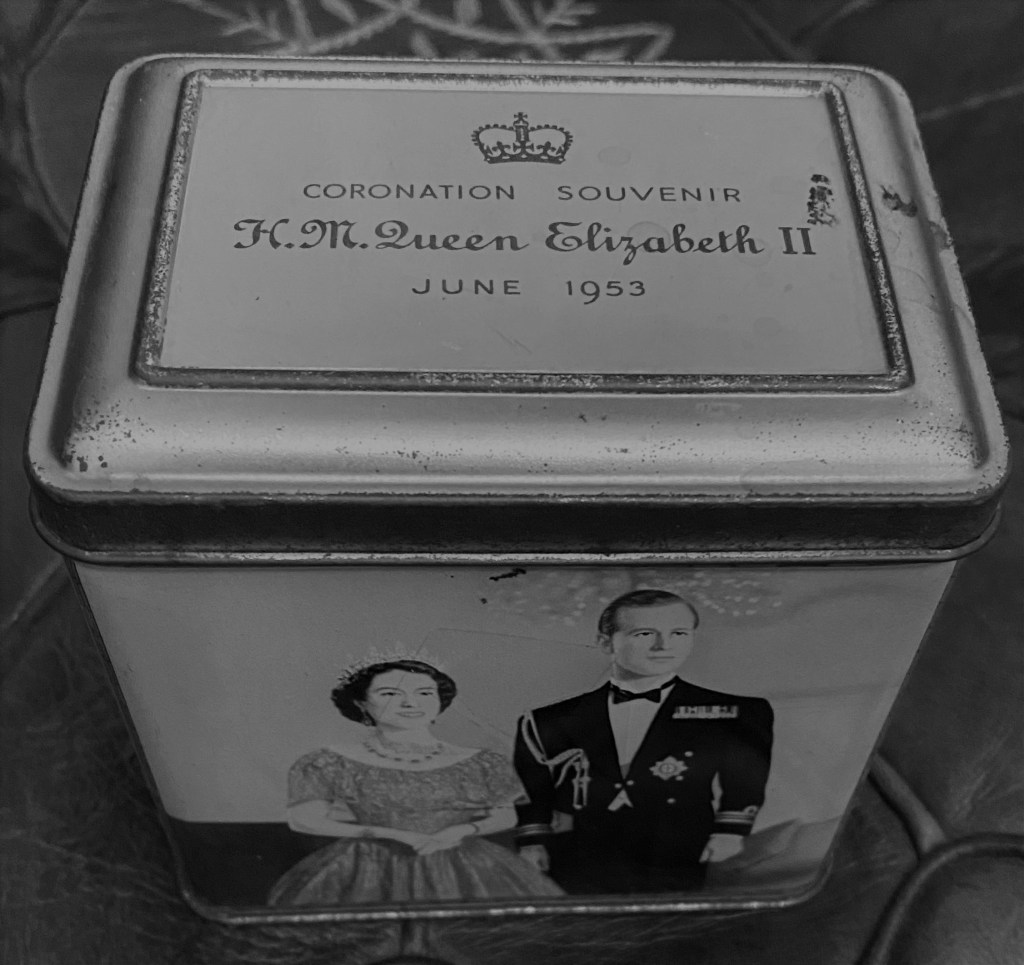 CORONATION SOUVENIR
H.M. Queen Elizabeth II
JUNE 1953